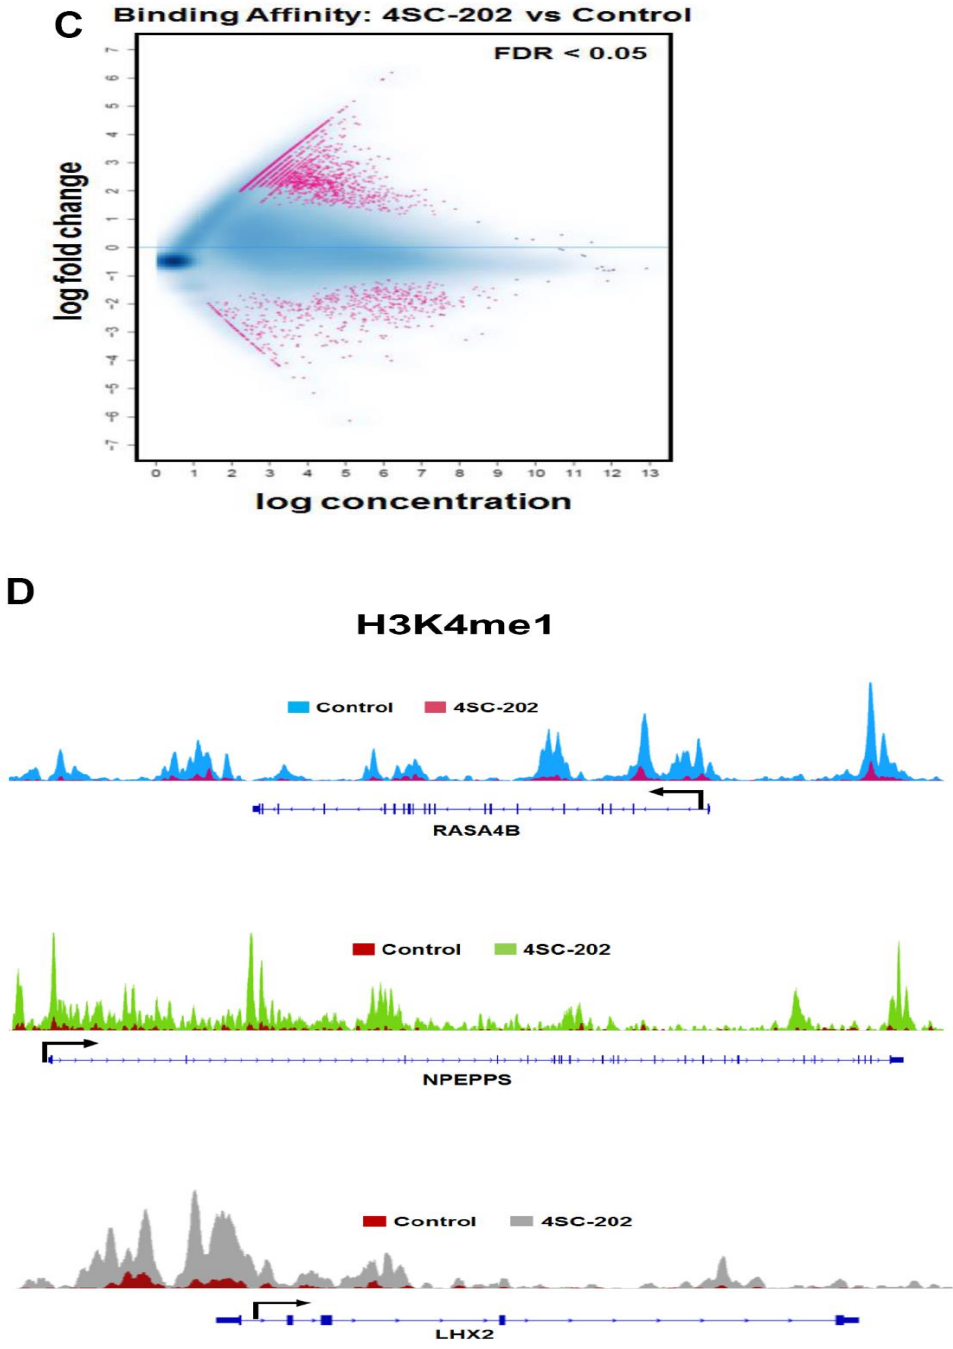 C
Binding Affinity: 4SC-202 vs Control
FDR < 0.05
log fold change
7
6
5
4
3
2
1
0
-1
-2
-3
-4
-5
-6
-7
0 1 2 3 4 5 6 7 8 9 10 11 12 13
log concentration
D
H3K4me1
Control 4SC-202
RASA4B
Control 4SC-202
NPEPPS
Control 4SC-202
LHX2